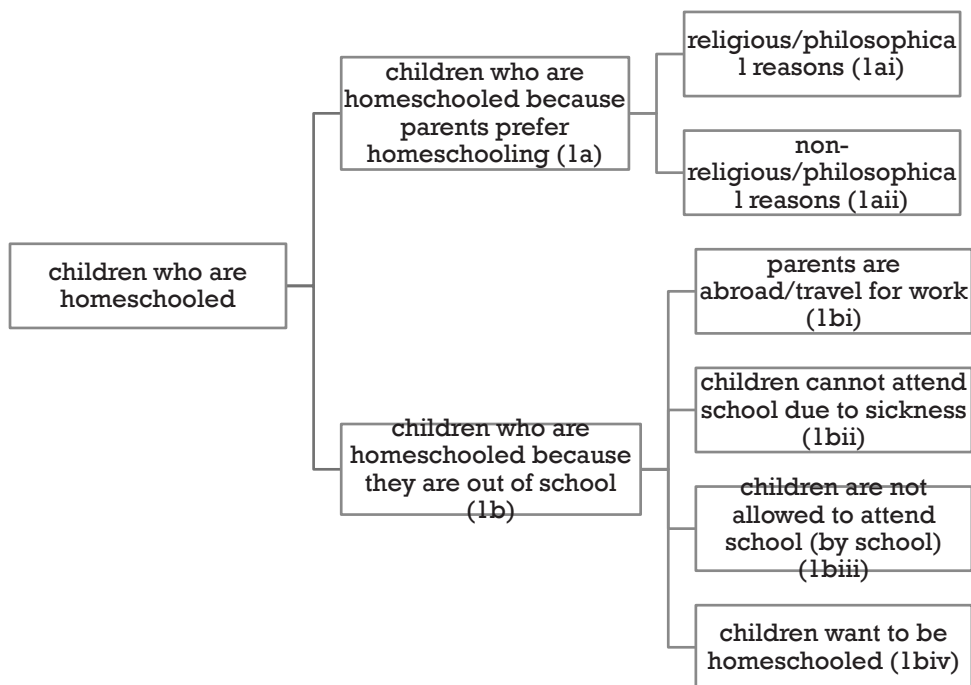 children who are
homeschooled
children who are
homeschooled because
parents prefer
homeschooling (1a)
religious/philosophica
l reasons (1ai)
non-
religious/philosophica
l reasons (1aii)
children who are
homeschooled because
they are out of school
(1b)
parents are
abroad/travel for work
(1bi)
children cannot attend
school due to sickness
(1bii)
children are not
allowed to attend
school (by school)
(1biii)
children want to be
homeschooled (1biv)